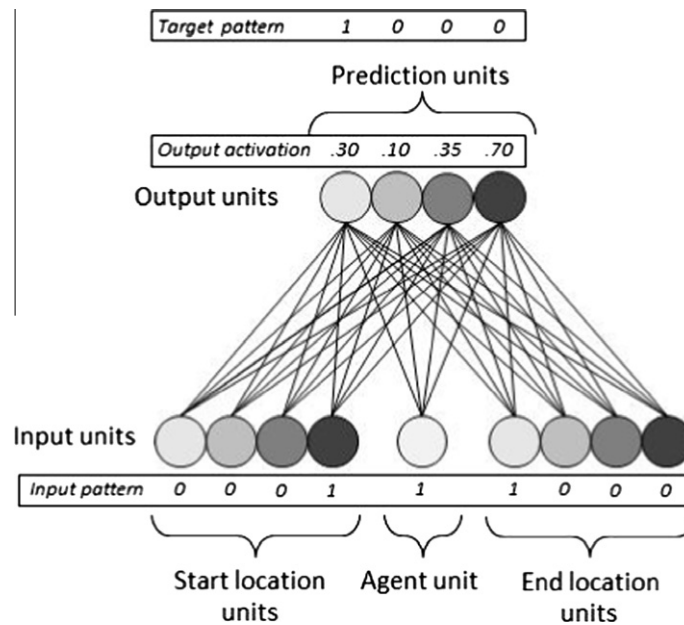 Target pattern 1 0 0 0
Prediction units
Output activation .30 .10 .35 .70
Output units
Input units
Input pattern 0 0 0 1 1 1 0 0 0
Start location units
Agent unit
End location units